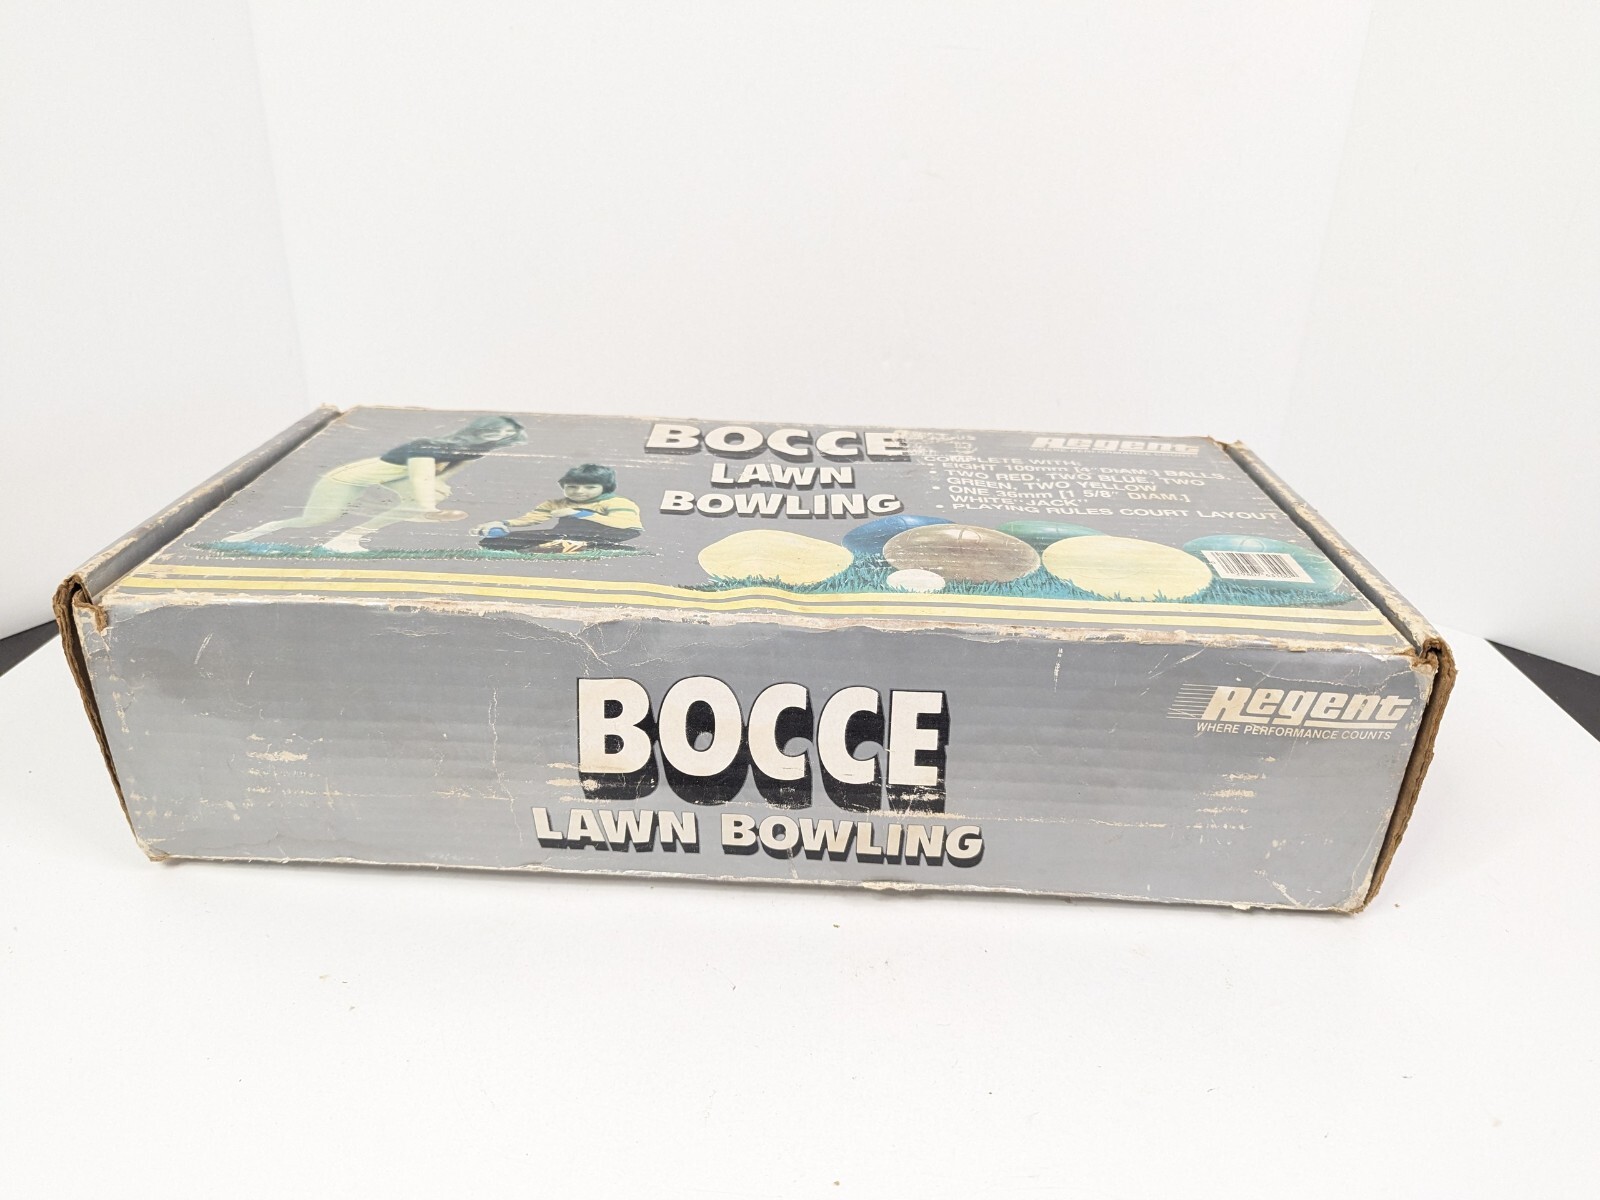 BOCCE
LAWN
BOWLING
Regent
COMPLETE WITH:
• EIGHT 100mm [4" DIAM.] BALLS,
• TWO RED, TWO BLUE, TWO
GREEN, TWO YELLOW
• ONE 36mm [1 5/8" DIAM.]
WHITE "JACK"
• PLAYING RULES COURT LAYOUT
BOCCE
LAWN BOWLING
Regent
WHERE PERFORMANCE COUNTS